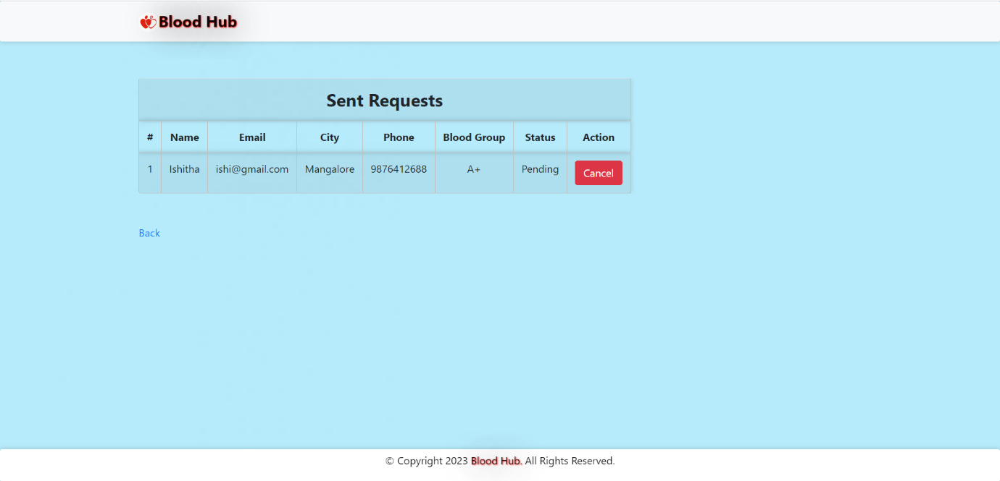 Blood Hub
Sent Requests
# Name Email City Phone Blood Group Status Action
1 Ishitha ishi@gmail.com Mangalore 9876412688 A+ Pending Cancel
Back
© Copyright 2023 Blood Hub. All Rights Reserved.